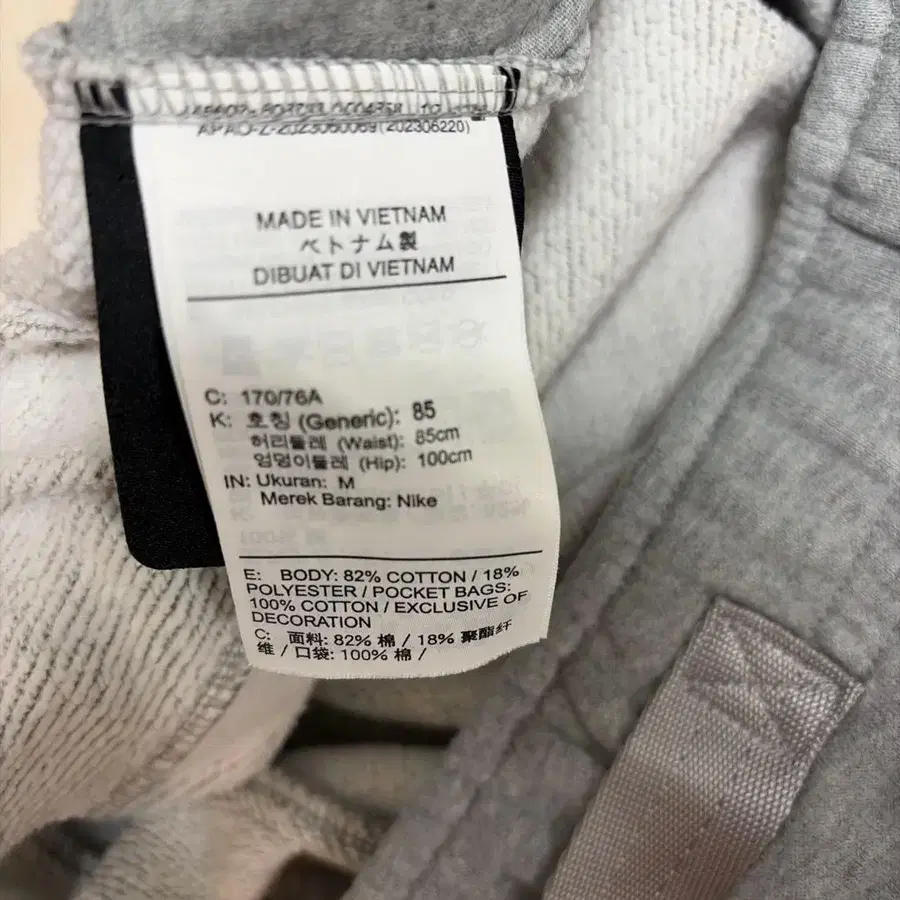 APAD-Z-2023060069(202306220)
MADE IN VIETNAM
ベトナム製
DIBUAT DI VIETNAM
C: 170/76A
K: 호칭 (Generic): 85
허리둘레 (Waist): 85cm
엉덩이둘레 (Hip): 100cm
IN: Ukuran: M
Merek Barang: Nike
E: BODY: 82% COTTON / 18%
POLYESTER / POCKET BAGS:
100% COTTON / EXCLUSIVE OF
DECORATION
C: 面料: 82% 棉 / 18% 聚酯纤
维 / 口袋: 100% 棉 /